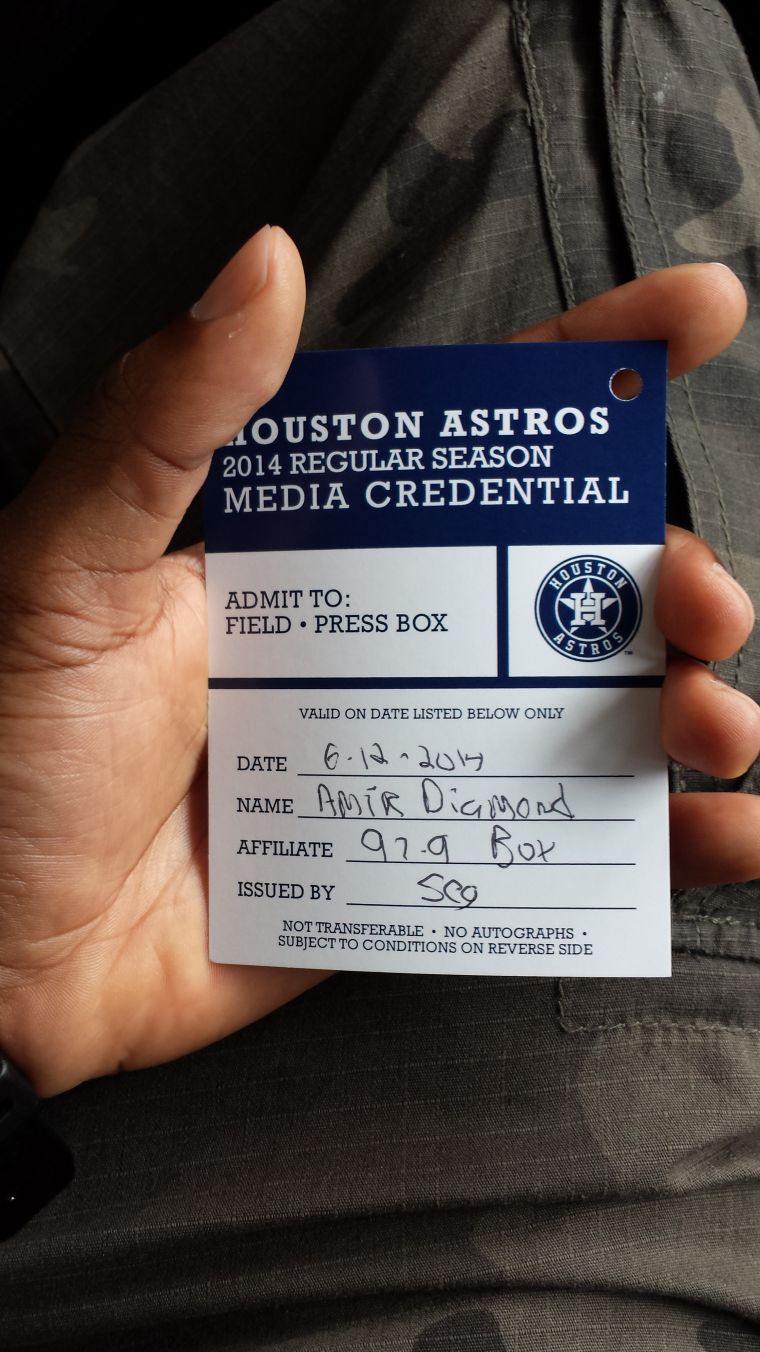 HOUSTON ASTROS
2014 REGULAR SEASON
MEDIA CREDENTIAL
ADMIT TO:
FIELD • PRESS BOX
HOUSTON
H
ASTROS
TM
VALID ON DATE LISTED BELOW ONLY
DATE 6-12-2014
NAME AMIR Diamond
AFFILIATE 97.9 Box
ISSUED BY
NOT TRANSFERABLE • NO AUTOGRAPHS •
SUBJECT TO CONDITIONS ON REVERSE SIDE